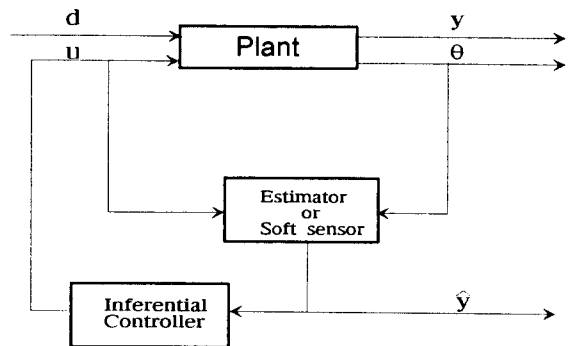 d
u
Plant
y
θ
Estimator
or
Soft sensor
Inferential
Controller
ŷ